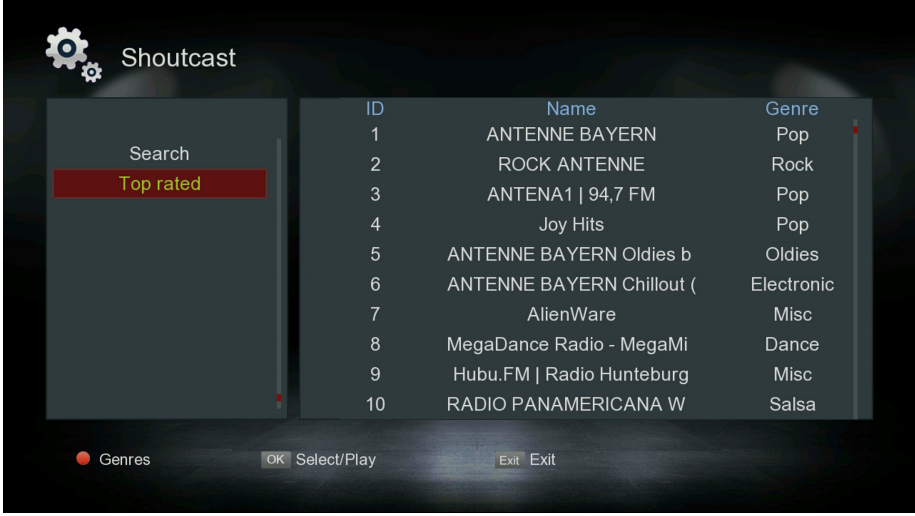 Shoutcast
Search
Top rated
ID Name Genre
1 ANTENNE BAYERN Pop
2 ROCK ANTENNE Rock
3 ANTENA1 | 94,7 FM Pop
4 Joy Hits Pop
5 ANTENNE BAYERN Oldies b Oldies
6 ANTENNE BAYERN Chillout ( Electronic
7 AlienWare Misc
8 MegaDance Radio - MegaMi Dance
9 Hubu.FM | Radio Hunteburg Misc
10 RADIO PANAMERICANA W Salsa
Genres OK Select/Play Exit Exit